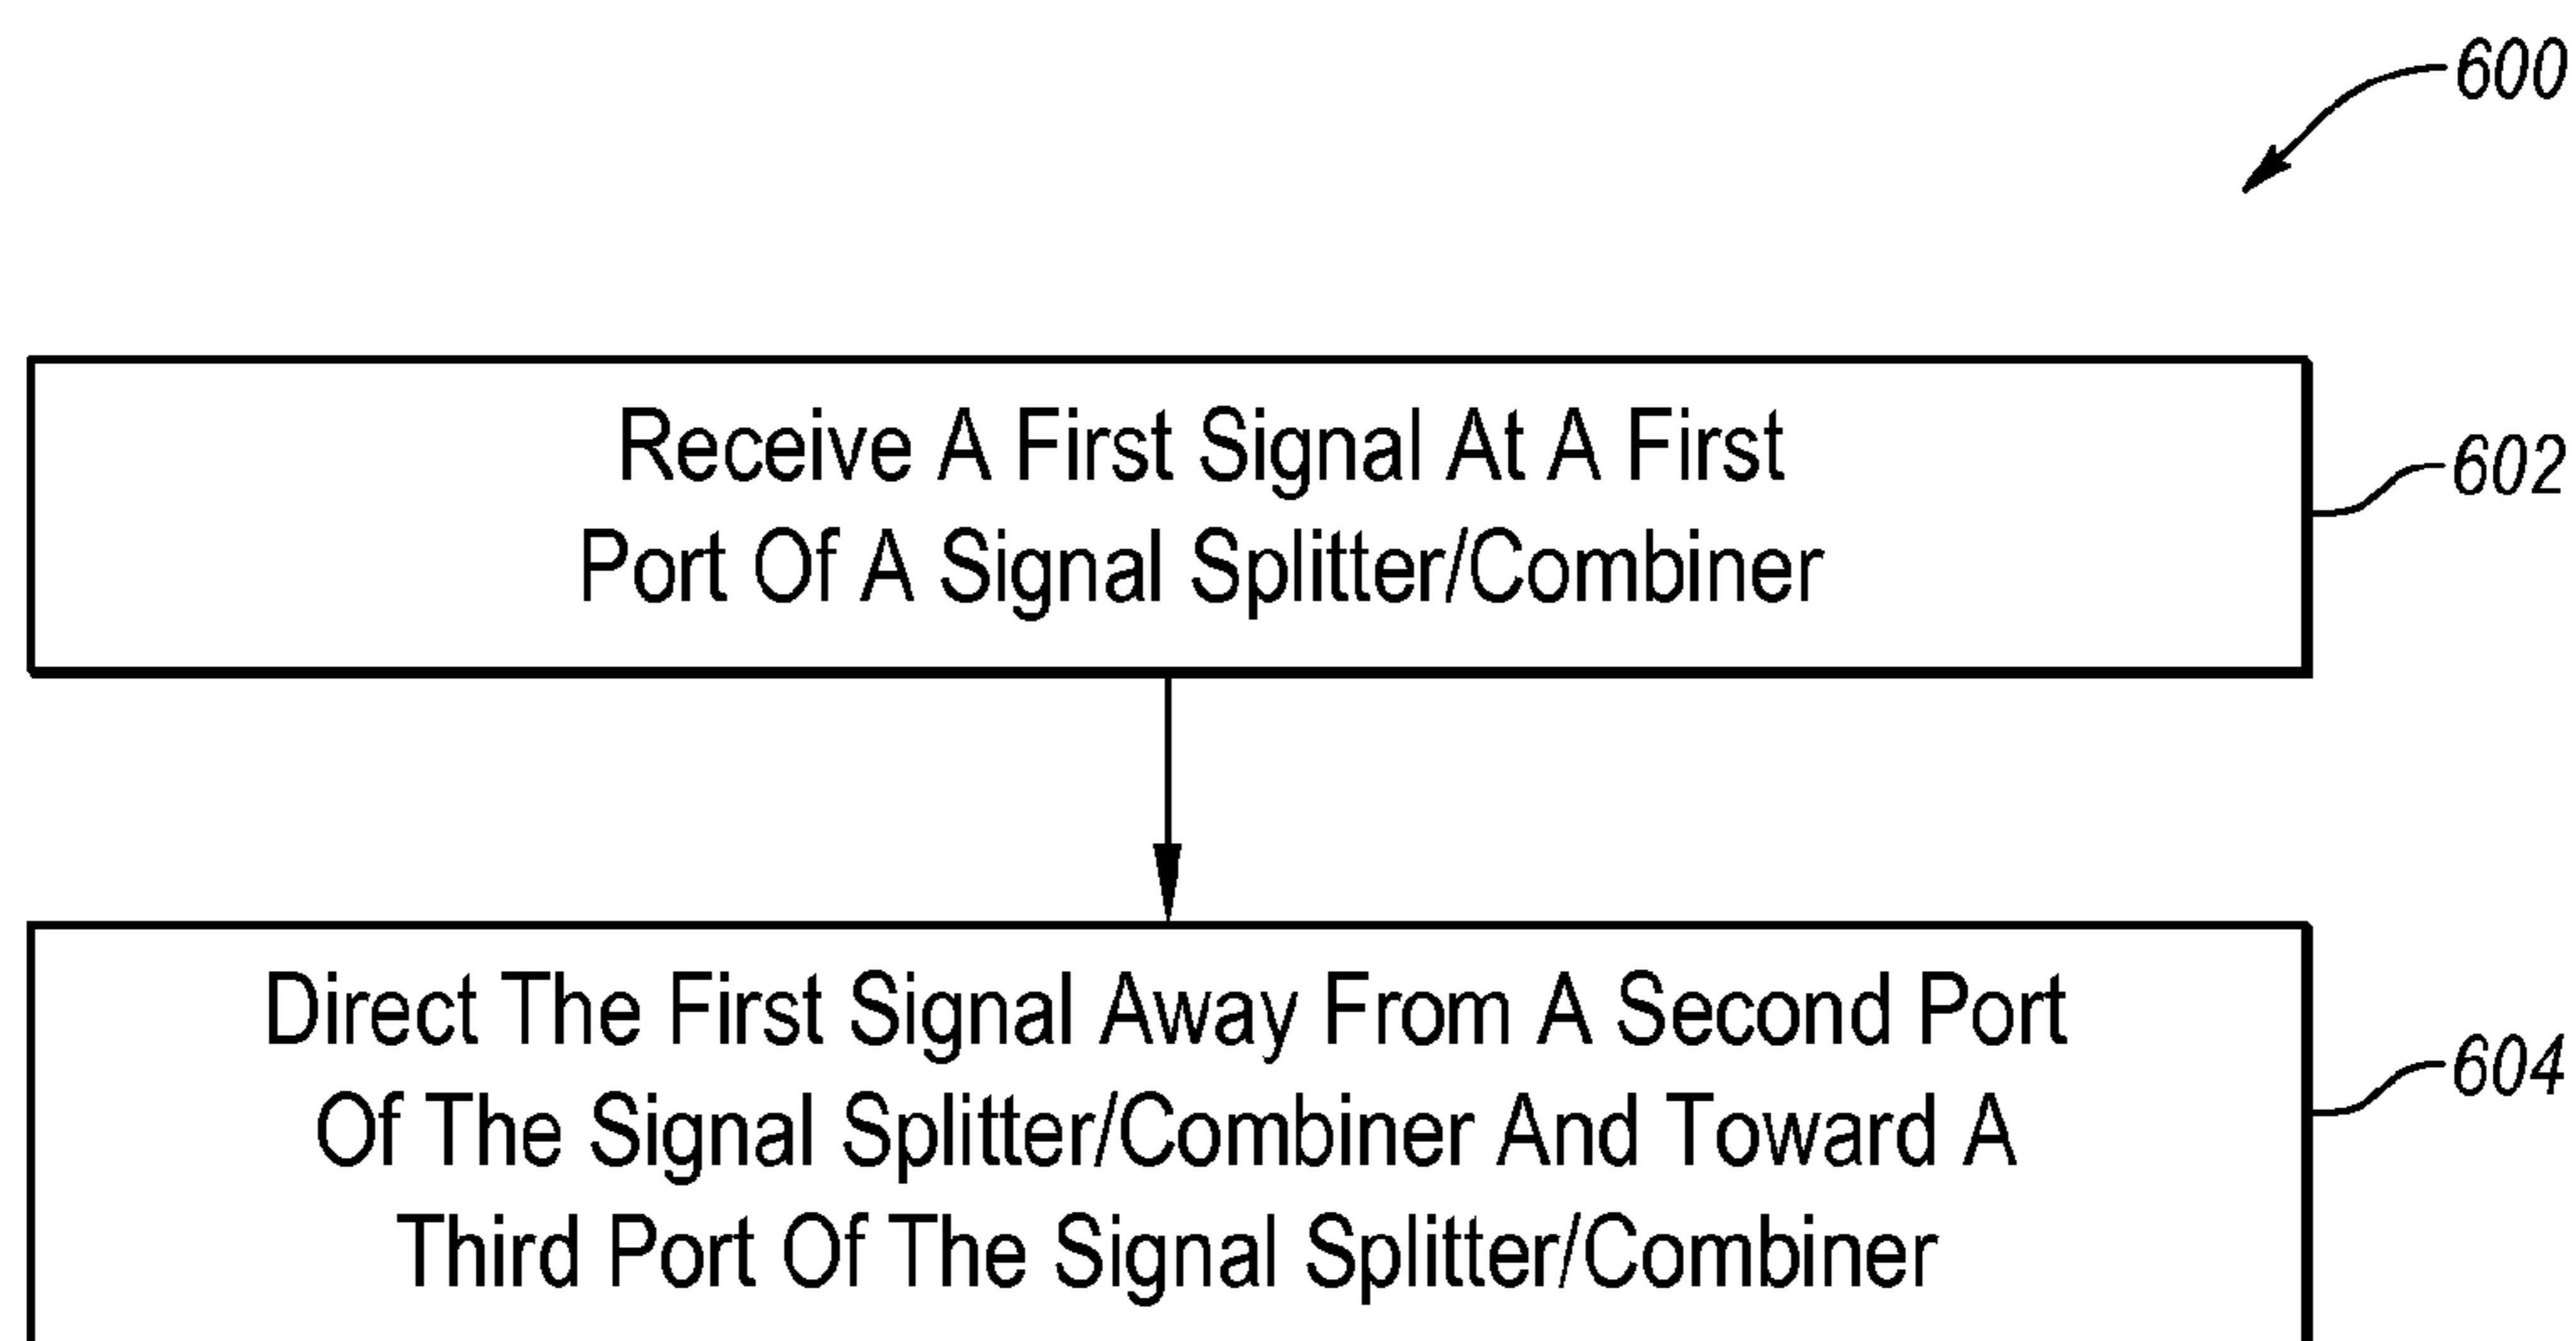 600
Receive A First Signal At A First
Port Of A Signal Splitter/Combiner
602
Direct The First Signal Away From A Second Port
Of The Signal Splitter/Combiner And Toward A
Third Port Of The Signal Splitter/Combiner
604